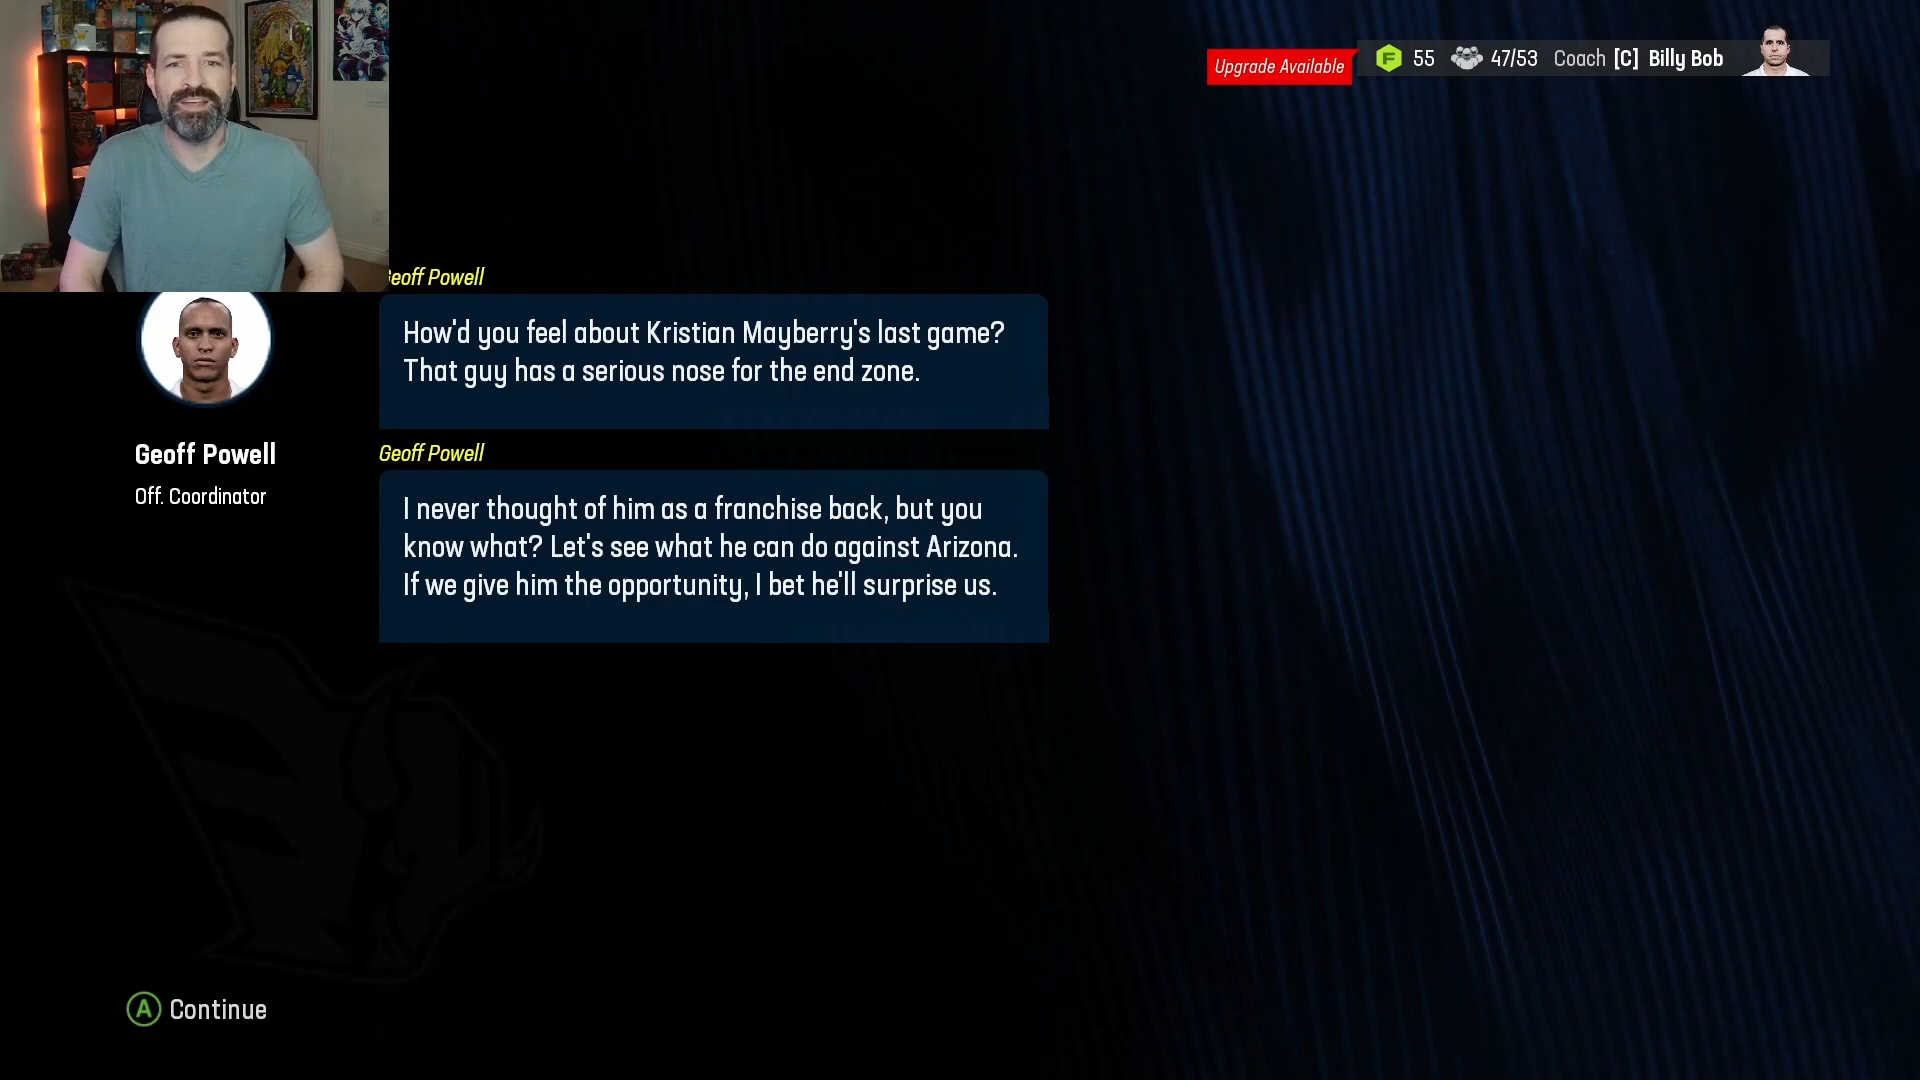 Upgrade Available
55 47/53 Coach [C] Billy Bob
Geoff Powell
How'd you feel about Kristian Mayberry's last game?
That guy has a serious nose for the end zone.
Geoff Powell
Off. Coordinator
Geoff Powell
I never thought of him as a franchise back, but you
know what? Let's see what he can do against Arizona.
If we give him the opportunity, I bet he'll surprise us.
A Continue